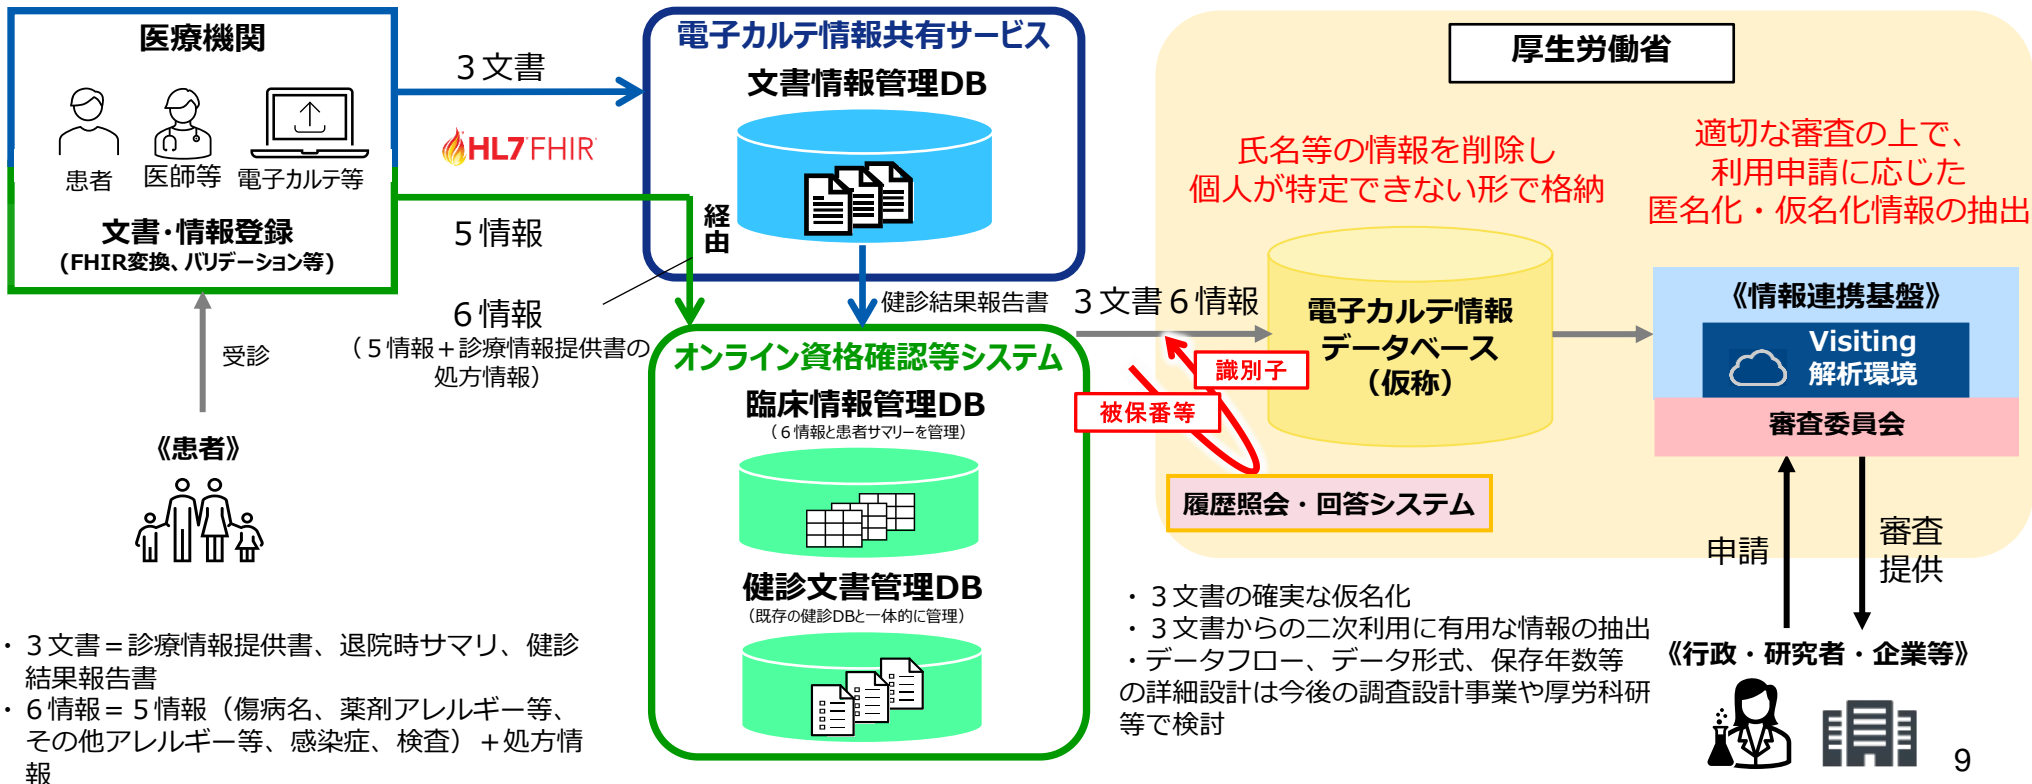 医療機関
患者
医師等
電子カルテ等
文書・情報登録
(FHIR変換、バリデーション等)
受診
《患者》
３文書
HL7 FHIR
５情報
６情報
（５情報＋診療情報提供書の
処方情報）
経由
電子カルテ情報共有サービス
文書情報管理DB
健診結果報告書
オンライン資格確認等システム
臨床情報管理DB
（６情報と患者サマリーを管理）
健診文書管理DB
（既存の健診DBと一体的に管理）
３文書６情報
識別子
被保番等
履歴照会・回答システム
厚生労働省
氏名等の情報を削除し
個人が特定できない形で格納
電子カルテ情報
データベース
（仮称）
適切な審査の上で、
利用申請に応じた
匿名化・仮名化情報の抽出
《情報連携基盤》
Visiting
解析環境
審査委員会
申請
審査
提供
《行政・研究者・企業等》
・３文書＝診療情報提供書、退院時サマリ、健診
結果報告書
・６情報＝５情報（傷病名、薬剤アレルギー等、
その他アレルギー等、感染症、検査）＋処方情
報
・３文書の確実な仮名化
・３文書からの二次利用に有用な情報の抽出
・データフロー、データ形式、保存年数等
の詳細設計は今後の調査設計事業や厚労科研
等で検討
9